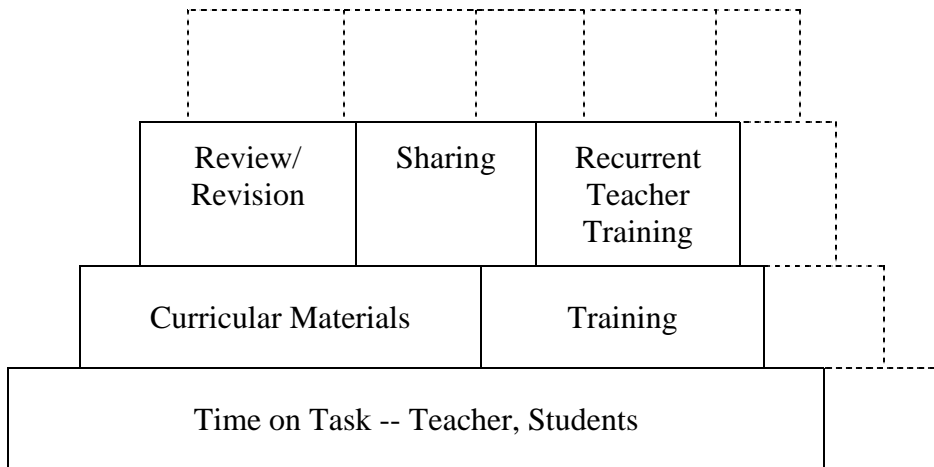 Review/
Revision
Sharing
Recurrent
Teacher
Training
Curricular Materials
Training
Time on Task -- Teacher, Students